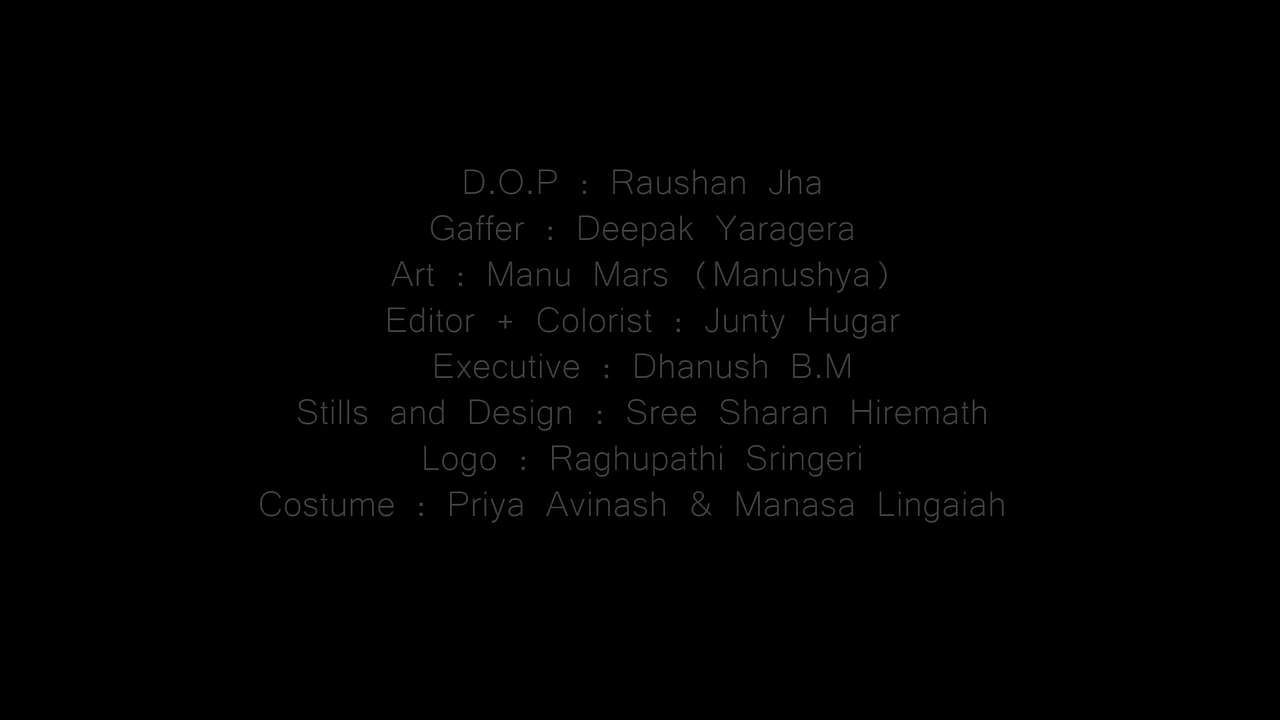 D.O.P : Raushan Jha
Gaffer : Deepak Yaragera
Art : Manu Mars (Manushya)
Editor + Colorist : Junty Hugar
Executive : Dhanush B.M
Stills and Design : Sree Sharan Hiremath
Logo : Raghupathi Sringeri
Costume : Priya Avinash & Manasa Lingaiah